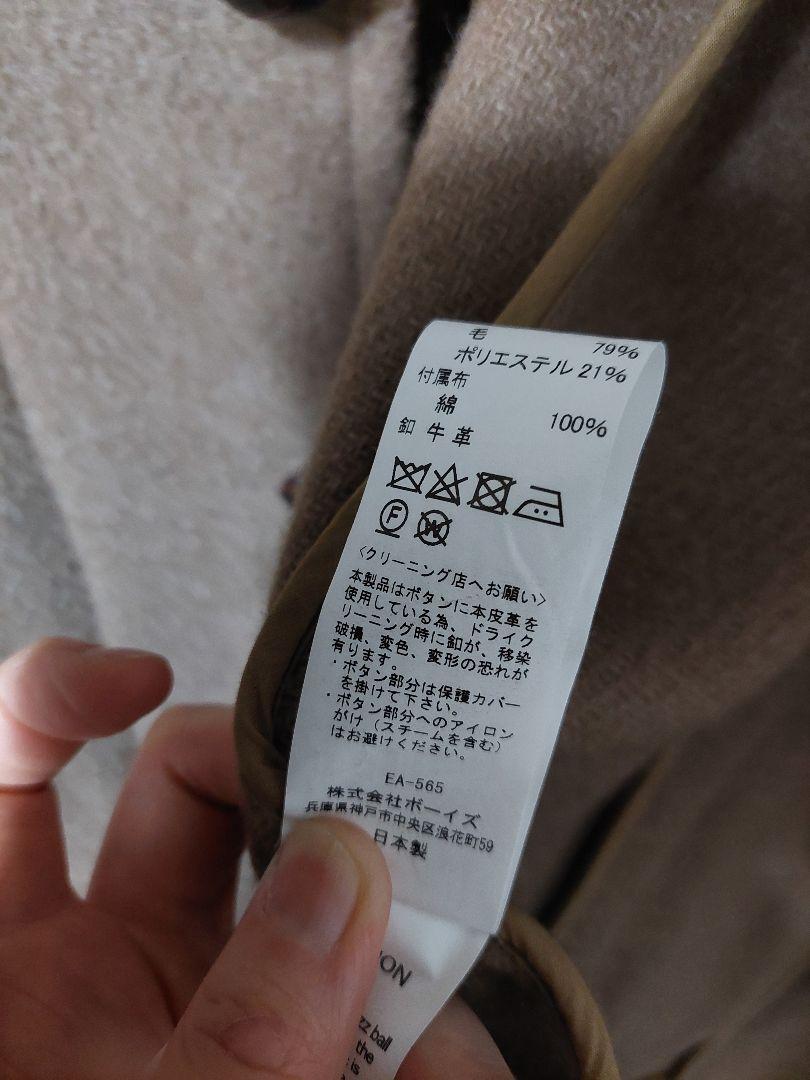 毛 79%
ポリエステル 21%
付属布
綿 100%
釦 牛革
F W
〈クリーニング店へお願い〉
本製品はボタンに本皮革を
使用している為、ドライク
リーニング時に釦が、移染
破損、変色、変形の恐れが
有ります。
・ボタン部分は保護カバー
を掛けて下さい。
・ボタン部分へのアイロン
がけ（スチームを含む）
はお避けください。
EA-565
株式会社ボーイズ
兵庫県神戸市中央区浪花町59
日本製
ball
the
is